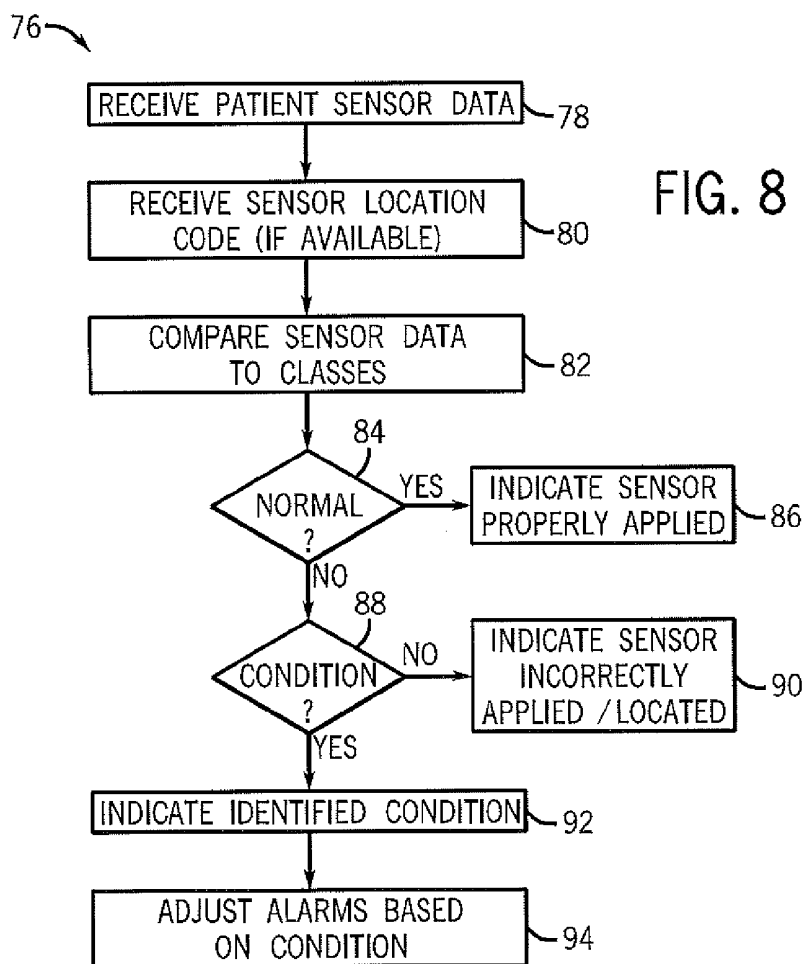 76
RECEIVE PATIENT SENSOR DATA
78
FIG. 8
RECEIVE SENSOR LOCATION
CODE (IF AVAILABLE)
80
COMPARE SENSOR DATA
TO CLASSES
82
84
NORMAL
?
YES
INDICATE SENSOR
PROPERLY APPLIED
86
NO
88
CONDITION
?
NO
INDICATE SENSOR
INCORRECTLY
APPLIED /LOCATED
90
YES
INDICATE IDENTIFIED CONDITION
92
ADJUST ALARMS BASED
ON CONDITION
94